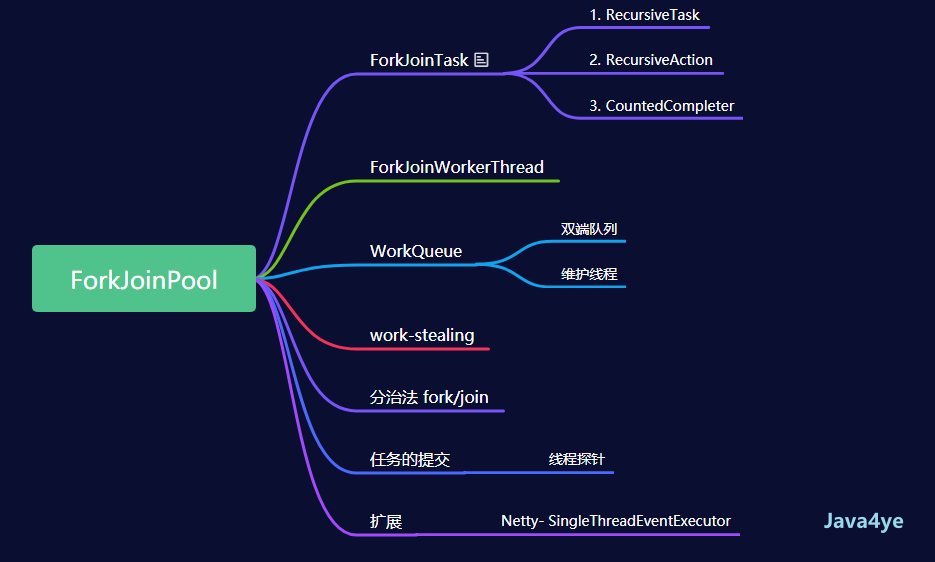 ForkJoinPool
ForkJoinTask
1. RecursiveTask
2. RecursiveAction
3. CountedCompleter
ForkJoinWorkerThread
WorkQueue
双端队列
维护线程
work-stealing
分治法 fork/join
任务的提交
线程探针
扩展
Netty- SingleThreadEventExecutor
Java4ye